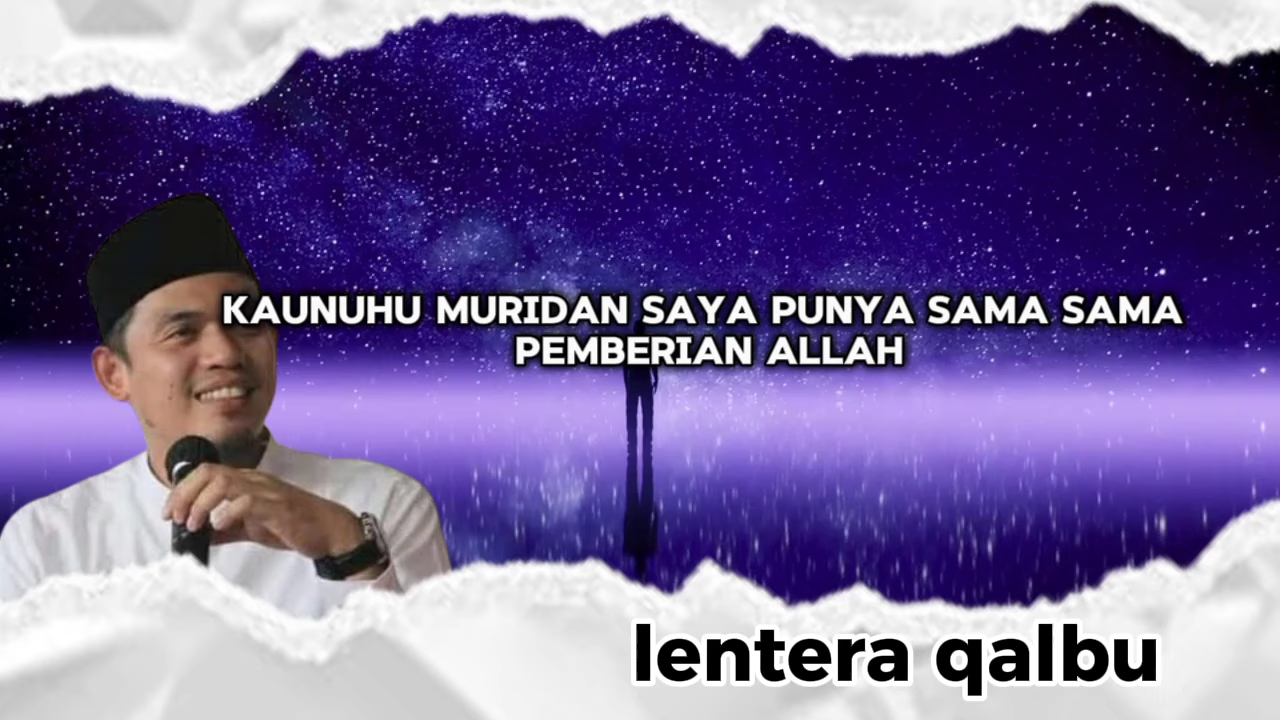 KAUNUHU MURIDAN SAYA PUNYA SAMA SAMA
PEMBERIAN ALLAH
lentera qalbu